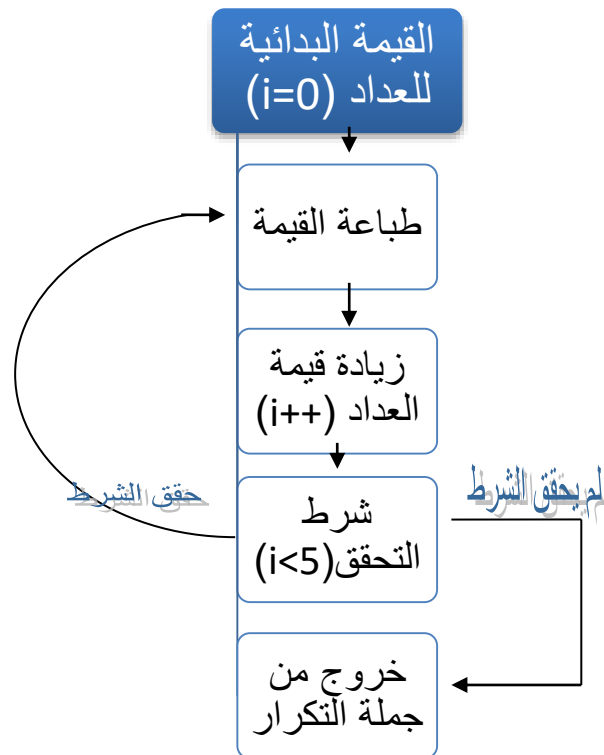 القيمة البدائية
للعداد (i=0)
طباعة القيمة
زيادة قيمة
العداد (i++)
حقق الشرط
لم يحقق الشرط
شرط
التحقق(i<5)
خروج من
جملة التكرار